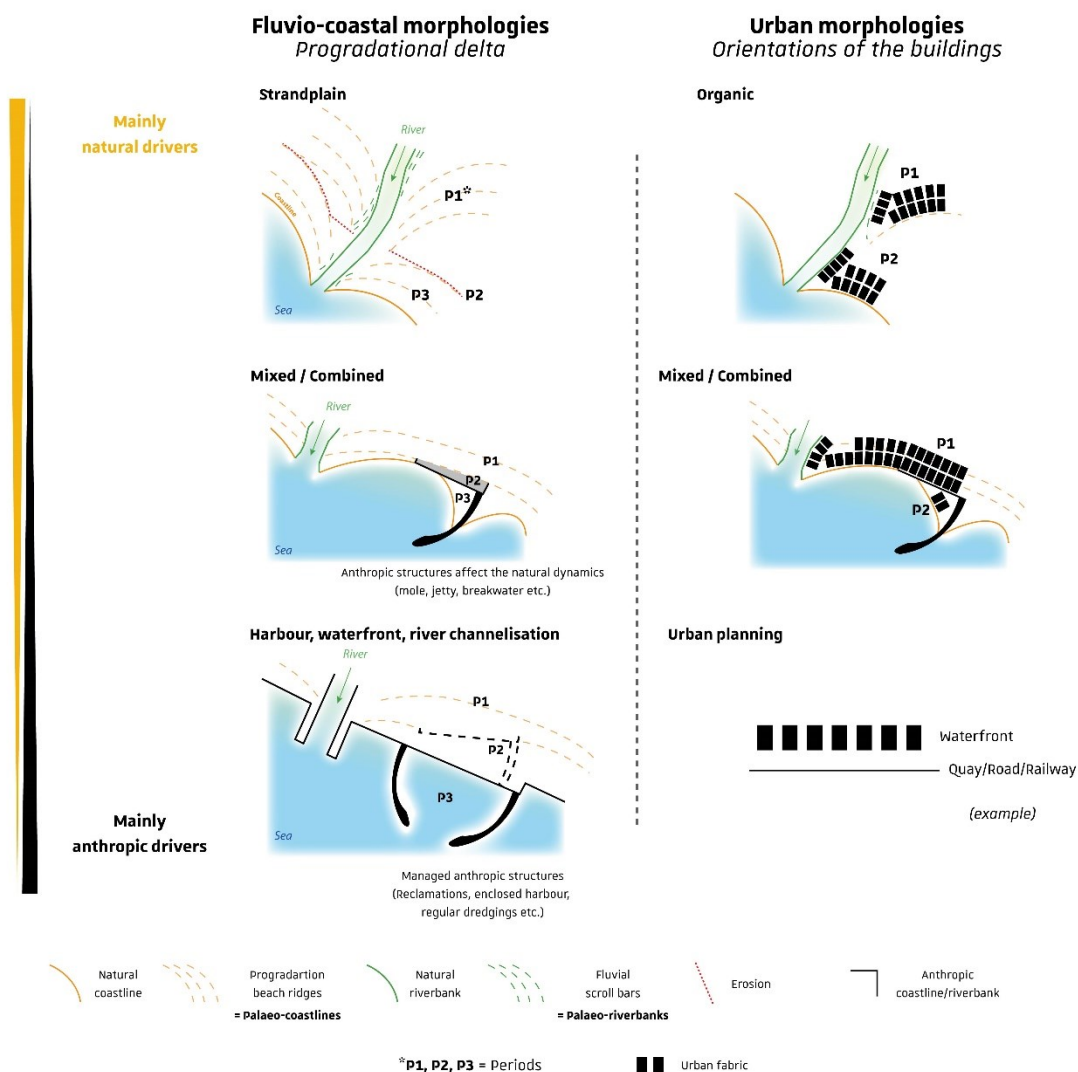 Fluvio-coastal morphologies
Progradational delta
Urban morphologies
Orientations of the buildings
Mainly
natural drivers
Strandplain
River
Coastline
P1*
P2
P3
Sea
Organic
P1
P2
Mixed / Combined
River
P1
P2
P3
Sea
Anthropic structures affect the natural dynamics
(mole, jetty, breakwater etc.)
Mixed / Combined
P1
P2
Harbour, waterfront, river channelisation
River
P1
P2
P3
Sea
Managed anthropic structures
(Reclamations, enclosed harbour,
regular dredgings etc.)
Urban planning
Waterfront
Quay/Road/Railway
(example)
Mainly
anthropic drivers
Natural
coastline
Progradartion
beach ridges
= Palaeo-coastlines
Natural
riverbank
Fluvial
scroll bars
= Palaeo-riverbanks
Erosion
Anthropic
coastline/riverbank
*P1, P2, P3 = Periods
Urban fabric